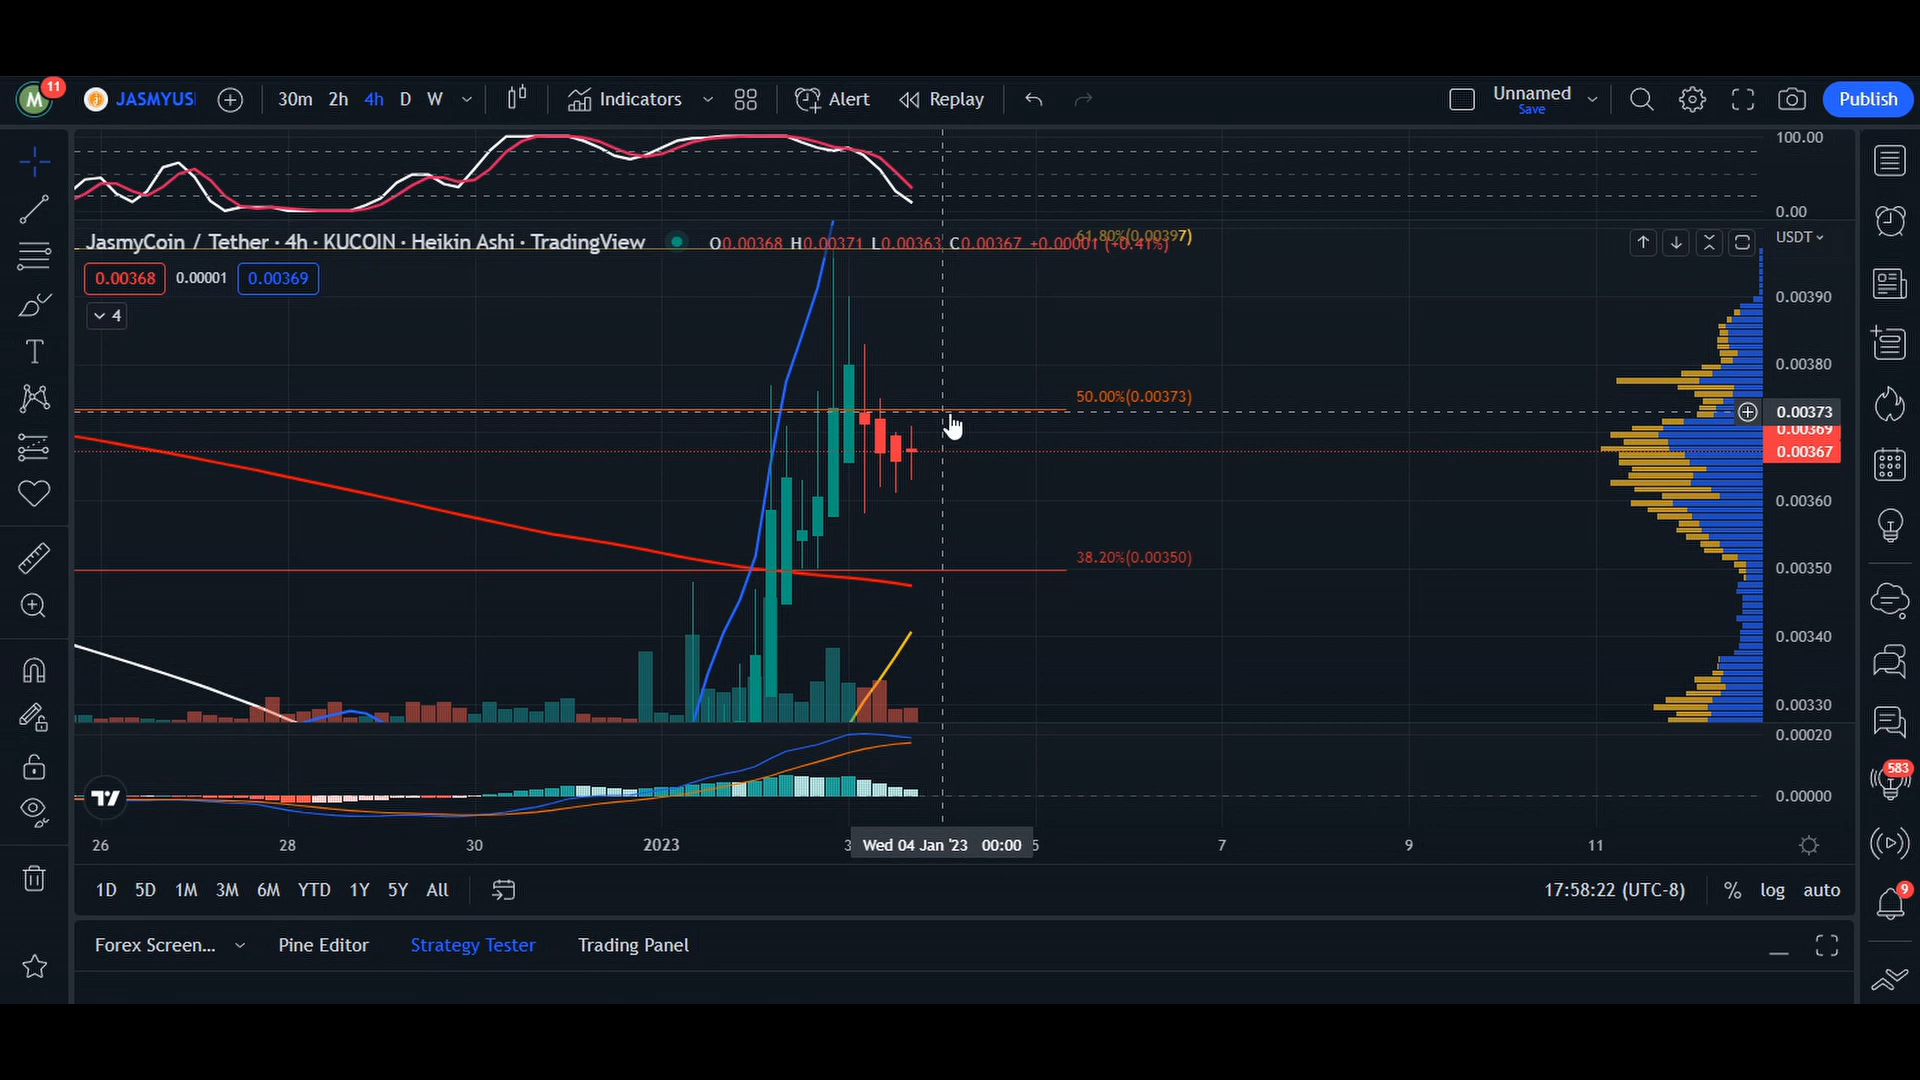 M 11 JASMYUS 30m 2h 4h D W Indicators Alert Replay Unnamed Save Publish
100.00
0.00
JasmyCoin / Tether · 4h · KUCOIN · Heikin Ashi · TradingView O0.00368 H0.00371 L0.00363 C0.00367 +0.00001 (+0.41%)
61.80%(0.00397)
USDT
0.00368 0.00001 0.00369
4
0.00390
0.00380
50.00%(0.00373)
0.00373
0.00369
0.00367
0.00360
38.20%(0.00350)
0.00350
0.00340
0.00330
0.00020
0.00000
583
26 28 30 2023 3 Wed 04 Jan '23 00:00 5 7 9 11
1D 5D 1M 3M 6M YTD 1Y 5Y All 17:58:22 (UTC-8) % log auto
9
Forex Screen... Pine Editor Strategy Tester Trading Panel